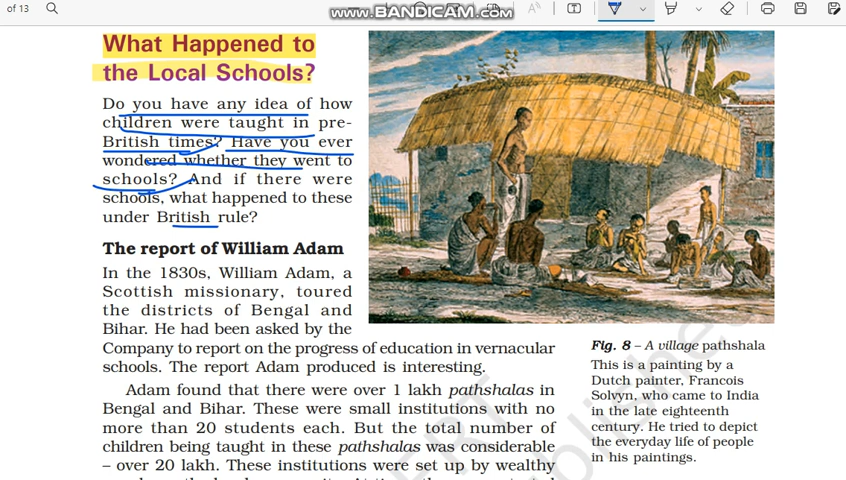 of 13
www.BANDICAM.com
What Happened to
the Local Schools?
Do you have any idea of how
children were taught in pre-
British times? Have you ever
wondered whether they went to
schools? And if there were
schools, what happened to these
under British rule?
The report of William Adam
In the 1830s, William Adam, a
Scottish missionary, toured
the districts of Bengal and
Bihar. He had been asked by the
Company to report on the progress of education in vernacular
schools. The report Adam produced is interesting.
Adam found that there were over 1 lakh pathshalas in
Bengal and Bihar. These were small institutions with no
more than 20 students each. But the total number of
children being taught in these pathshalas was considerable
– over 20 lakh. These institutions were set up by wealthy
Fig. 8 – A village pathshala
This is a painting by a
Dutch painter, Francois
Solvyn, who came to India
in the late eighteenth
century. He tried to depict
the everyday life of people
in his paintings.